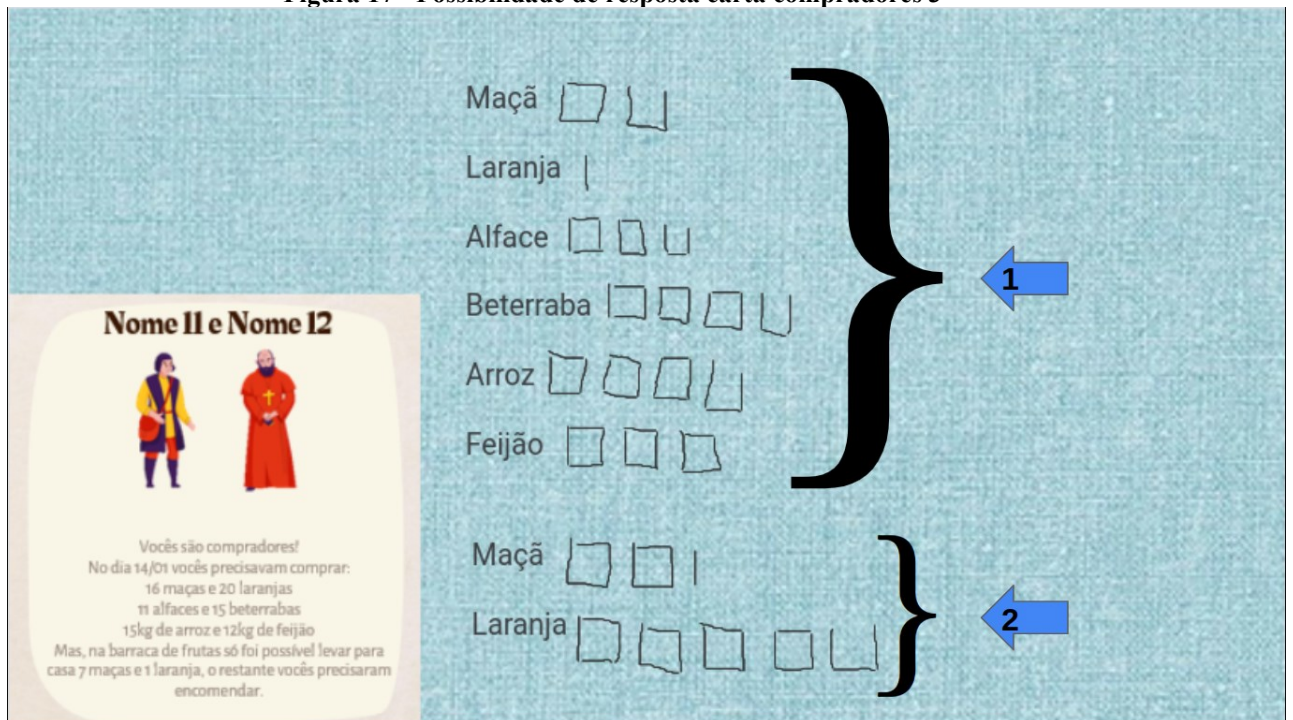 Figura 17 - Possibilidade de resposta carta compradores 3
Maçã
Laranja
Alface
Beterraba
Arroz
Feijão
1
Nome 11 e Nome 12
Vocês são compradores!
No dia 14/01 vocês precisavam comprar:
16 maças e 20 laranjas
11 alfaces e 15 beterrabas
15kg de arroz e 12kg de feijão
Mas, na barraca de frutas só foi possível levar para
casa 7 maças e 1 laranja, o restante vocês precisaram
encomendar.
Maçã
Laranja
2